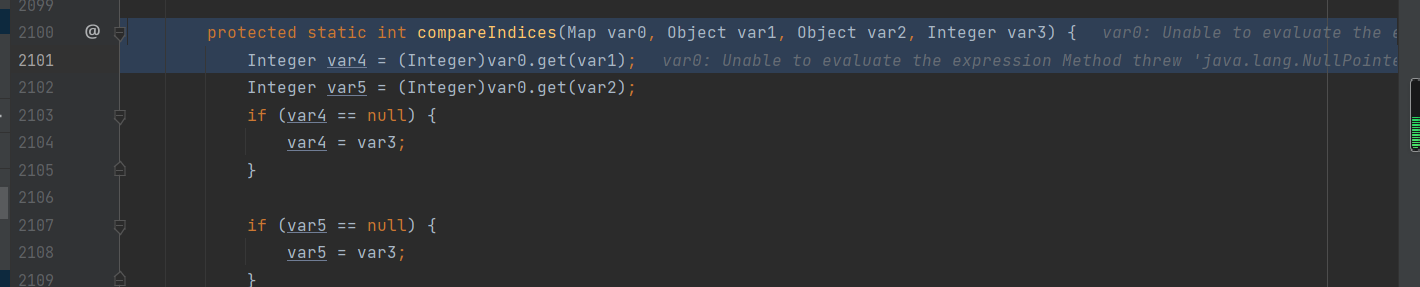 2099
2100 @ protected static int compareIndices(Map var0, Object var1, Object var2, Integer var3) { var0: Unable to evaluate the e
2101 Integer var4 = (Integer)var0.get(var1); var0: Unable to evaluate the expression Method threw 'java.lang.NullPointe
2102 Integer var5 = (Integer)var0.get(var2);
2103 if (var4 == null) {
2104 var4 = var3;
2105 }
2106
2107 if (var5 == null) {
2108 var5 = var3;
2109 }